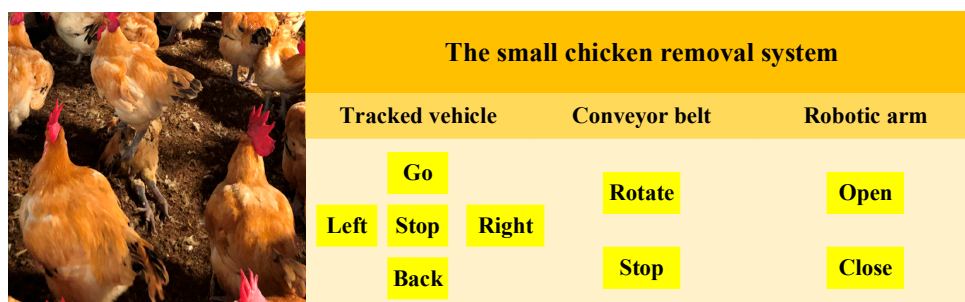 The small chicken removal system
Tracked vehicle Conveyor belt Robotic arm
Go
Rotate Open
Left Stop Right
Stop Close
Back